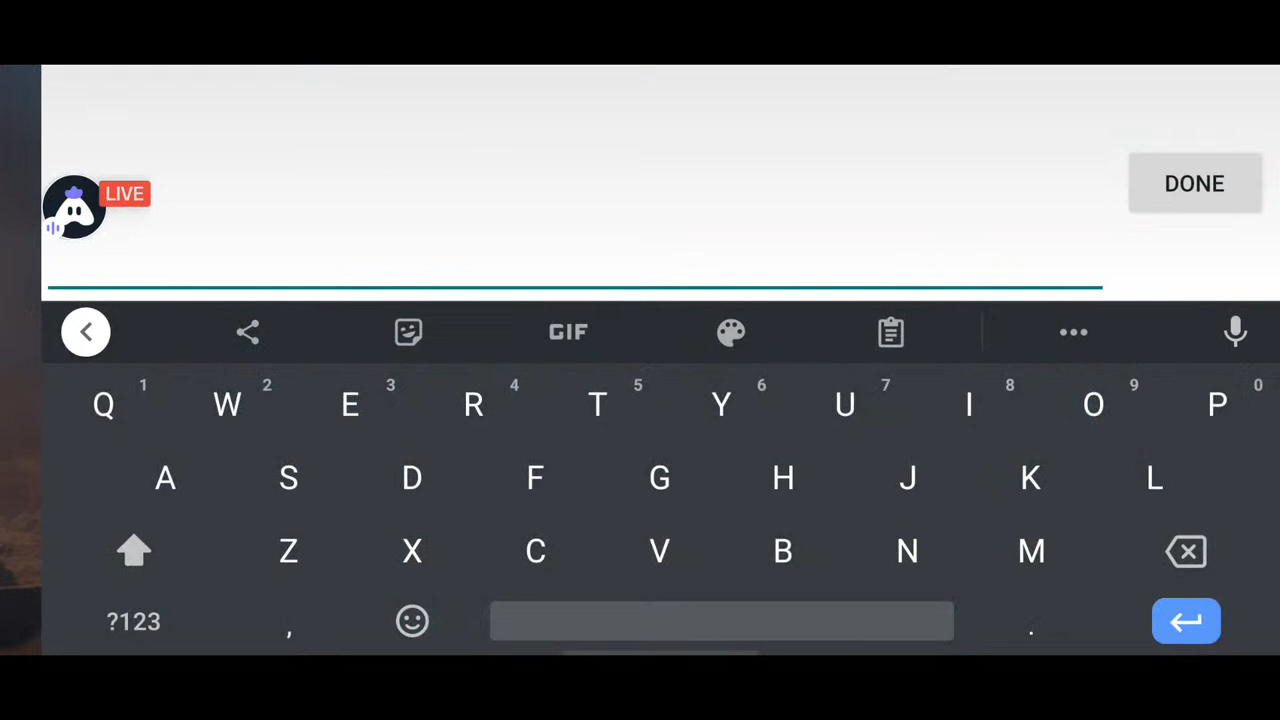 DONE
LIVE
GIF
Q 1 W 2 E 3 R 4 T 5 Y 6 U 7 I 8 O 9 P 0
A S D F G H J K L
Z X C V B N M
?123 , .